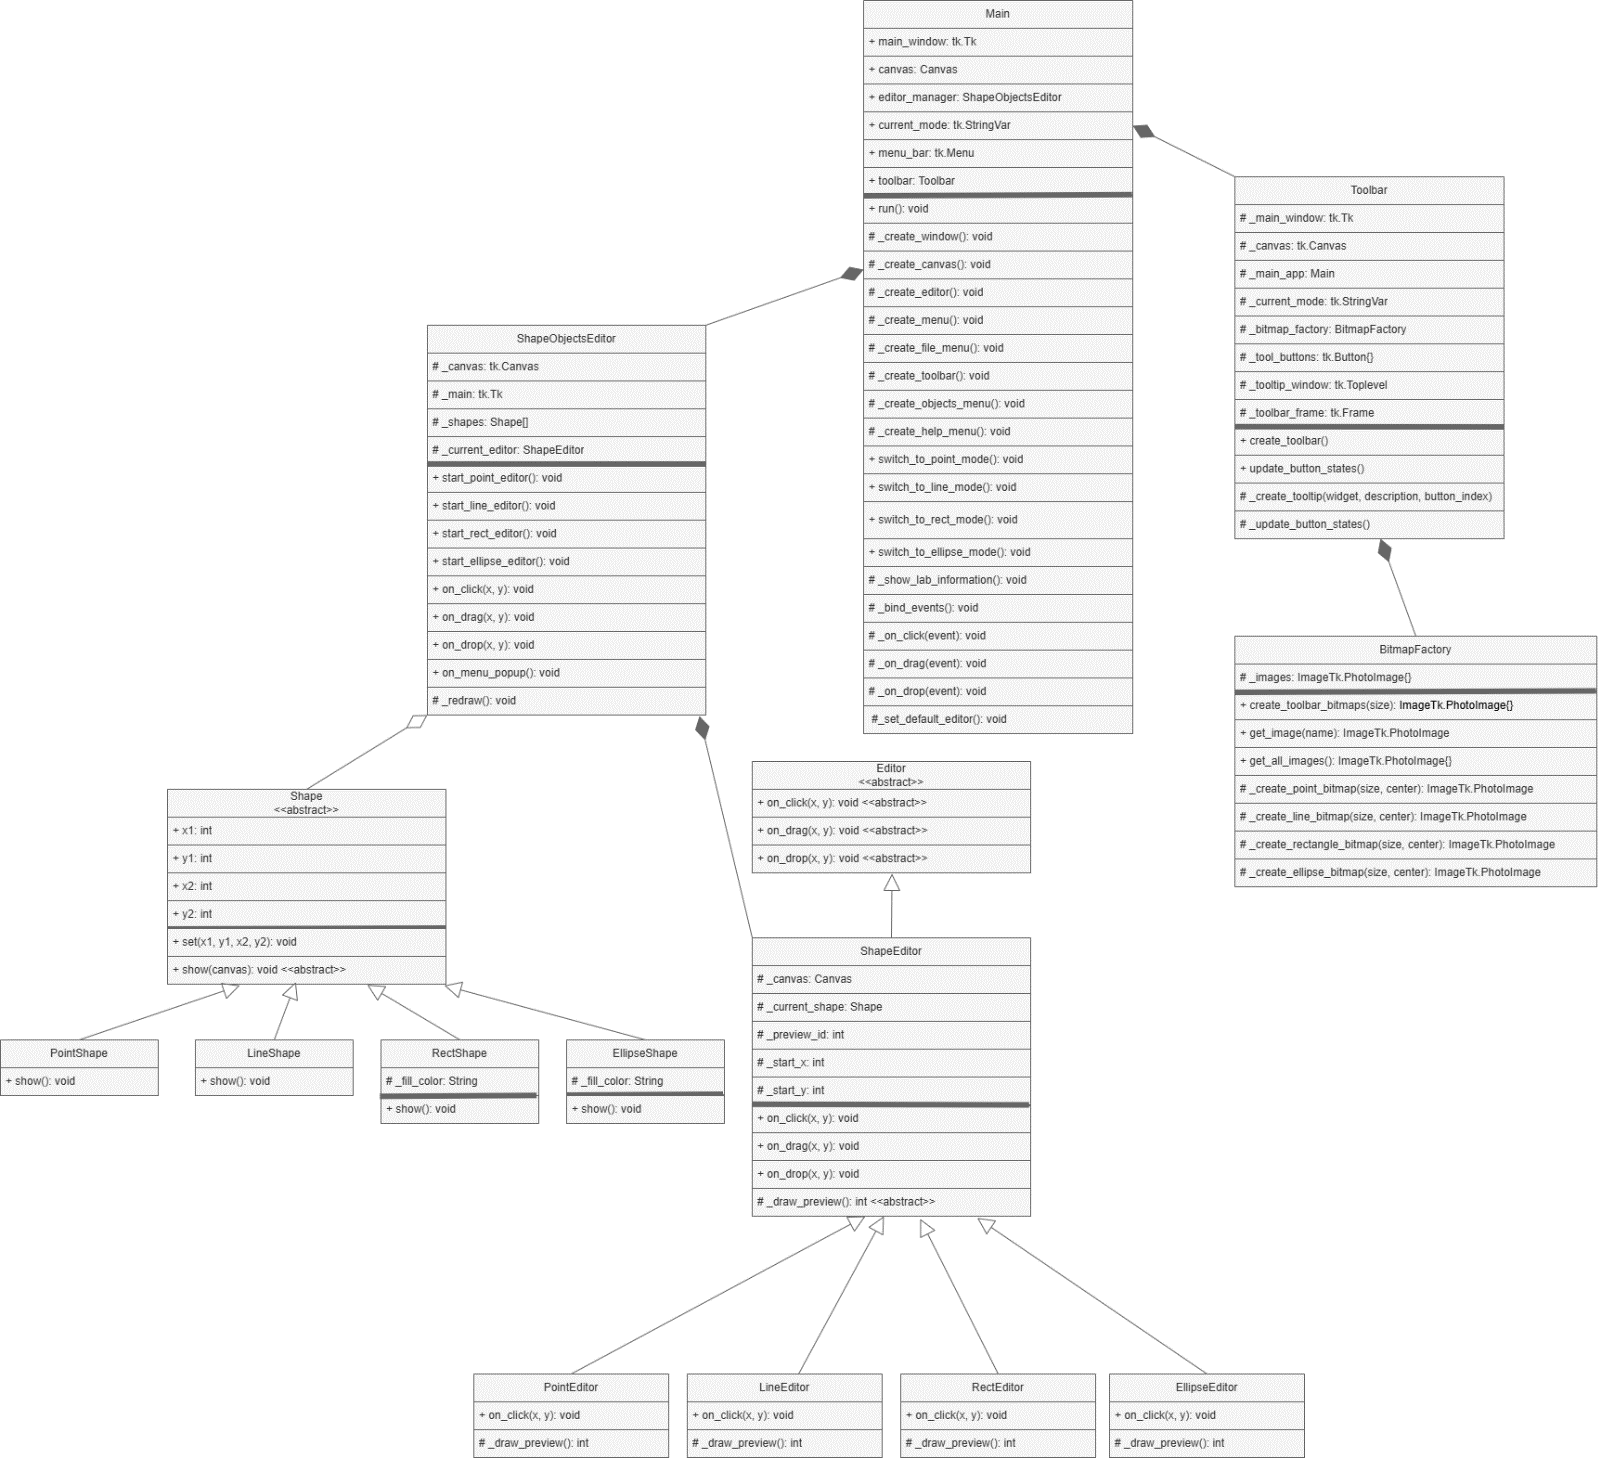 Main
+ main_window: tk.Tk
+ canvas: Canvas
+ editor_manager: ShapeObjectsEditor
+ current_mode: tk.StringVar
+ menu_bar: tk.Menu
+ toolbar: Toolbar
+ run(): void
# _create_window(): void
# _create_canvas(): void
# _create_editor(): void
# _create_menu(): void
# _create_file_menu(): void
# _create_toolbar(): void
# _create_objects_menu(): void
# _create_help_menu(): void
+ switch_to_point_mode(): void
+ switch_to_line_mode(): void
+ switch_to_rect_mode(): void
+ switch_to_ellipse_mode(): void
# _show_lab_information(): void
# _bind_events(): void
# _on_click(event): void
# _on_drag(event): void
# _on_drop(event): void
#_set_default_editor(): void
Toolbar
# _main_window: tk.Tk
# _canvas: tk.Canvas
# _main_app: Main
# _current_mode: tk.StringVar
# _bitmap_factory: BitmapFactory
# _tool_buttons: tk.Button{}
# _tooltip_window: tk.Toplevel
# _toolbar_frame: tk.Frame
+ create_toolbar()
+ update_button_states()
# _create_tooltip(widget, description, button_index)
# _update_button_states()
ShapeObjectsEditor
# _canvas: tk.Canvas
# _main: tk.Tk
# _shapes: Shape[]
# _current_editor: ShapeEditor
+ start_point_editor(): void
+ start_line_editor(): void
+ start_rect_editor(): void
+ start_ellipse_editor(): void
+ on_click(x, y): void
+ on_drag(x, y): void
+ on_drop(x, y): void
+ on_menu_popup(): void
# _redraw(): void
BitmapFactory
# _images: ImageTk.PhotoImage{}
+ create_toolbar_bitmaps(size): ImageTk.PhotoImage{}
+ get_image(name): ImageTk.PhotoImage
+ get_all_images(): ImageTk.PhotoImage{}
# _create_point_bitmap(size, center): ImageTk.PhotoImage
# _create_line_bitmap(size, center): ImageTk.PhotoImage
# _create_rectangle_bitmap(size, center): ImageTk.PhotoImage
# _create_ellipse_bitmap(size, center): ImageTk.PhotoImage
Editor
<<abstract>>
+ on_click(x, y): void <<abstract>>
+ on_drag(x, y): void <<abstract>>
+ on_drop(x, y): void <<abstract>>
Shape
<<abstract>>
+ x1: int
+ y1: int
+ x2: int
+ y2: int
+ set(x1, y1, x2, y2): void
+ show(canvas): void <<abstract>>
ShapeEditor
# _canvas: Canvas
# _current_shape: Shape
# _preview_id: int
# _start_x: int
# _start_y: int
+ on_click(x, y): void
+ on_drag(x, y): void
+ on_drop(x, y): void
# _draw_preview(): int <<abstract>>
PointShape
+ show(): void
LineShape
+ show(): void
RectShape
# _fill_color: String
+ show(): void
EllipseShape
# _fill_color: String
+ show(): void
PointEditor
+ on_click(x, y): void
# _draw_preview(): int
LineEditor
+ on_click(x, y): void
# _draw_preview(): int
RectEditor
+ on_click(x, y): void
# _draw_preview(): int
EllipseEditor
+ on_click(x, y): void
# _draw_preview(): int